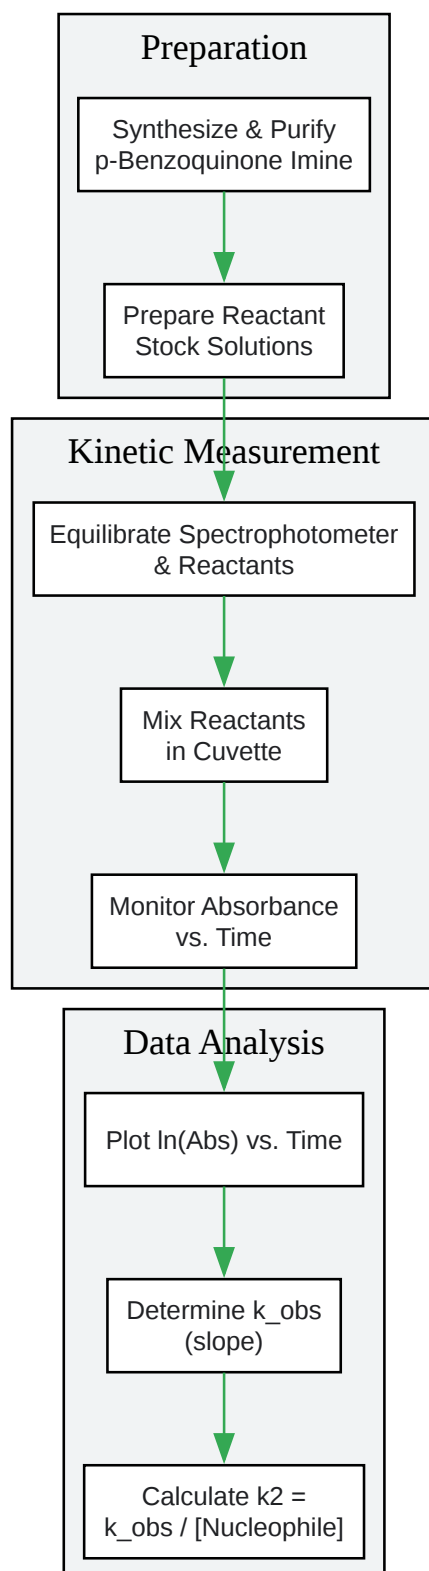 Preparation
Synthesize & Purify
p-Benzoquinone Imine
Prepare Reactant
Stock Solutions
Kinetic Measurement
Equilibrate Spectrophotometer
& Reactants
Mix Reactants
in Cuvette
Monitor Absorbance
vs. Time
Data Analysis
Plot ln(Abs) vs. Time
Determine k_obs
(slope)
Calculate k2 =
k_obs / [Nucleophile]